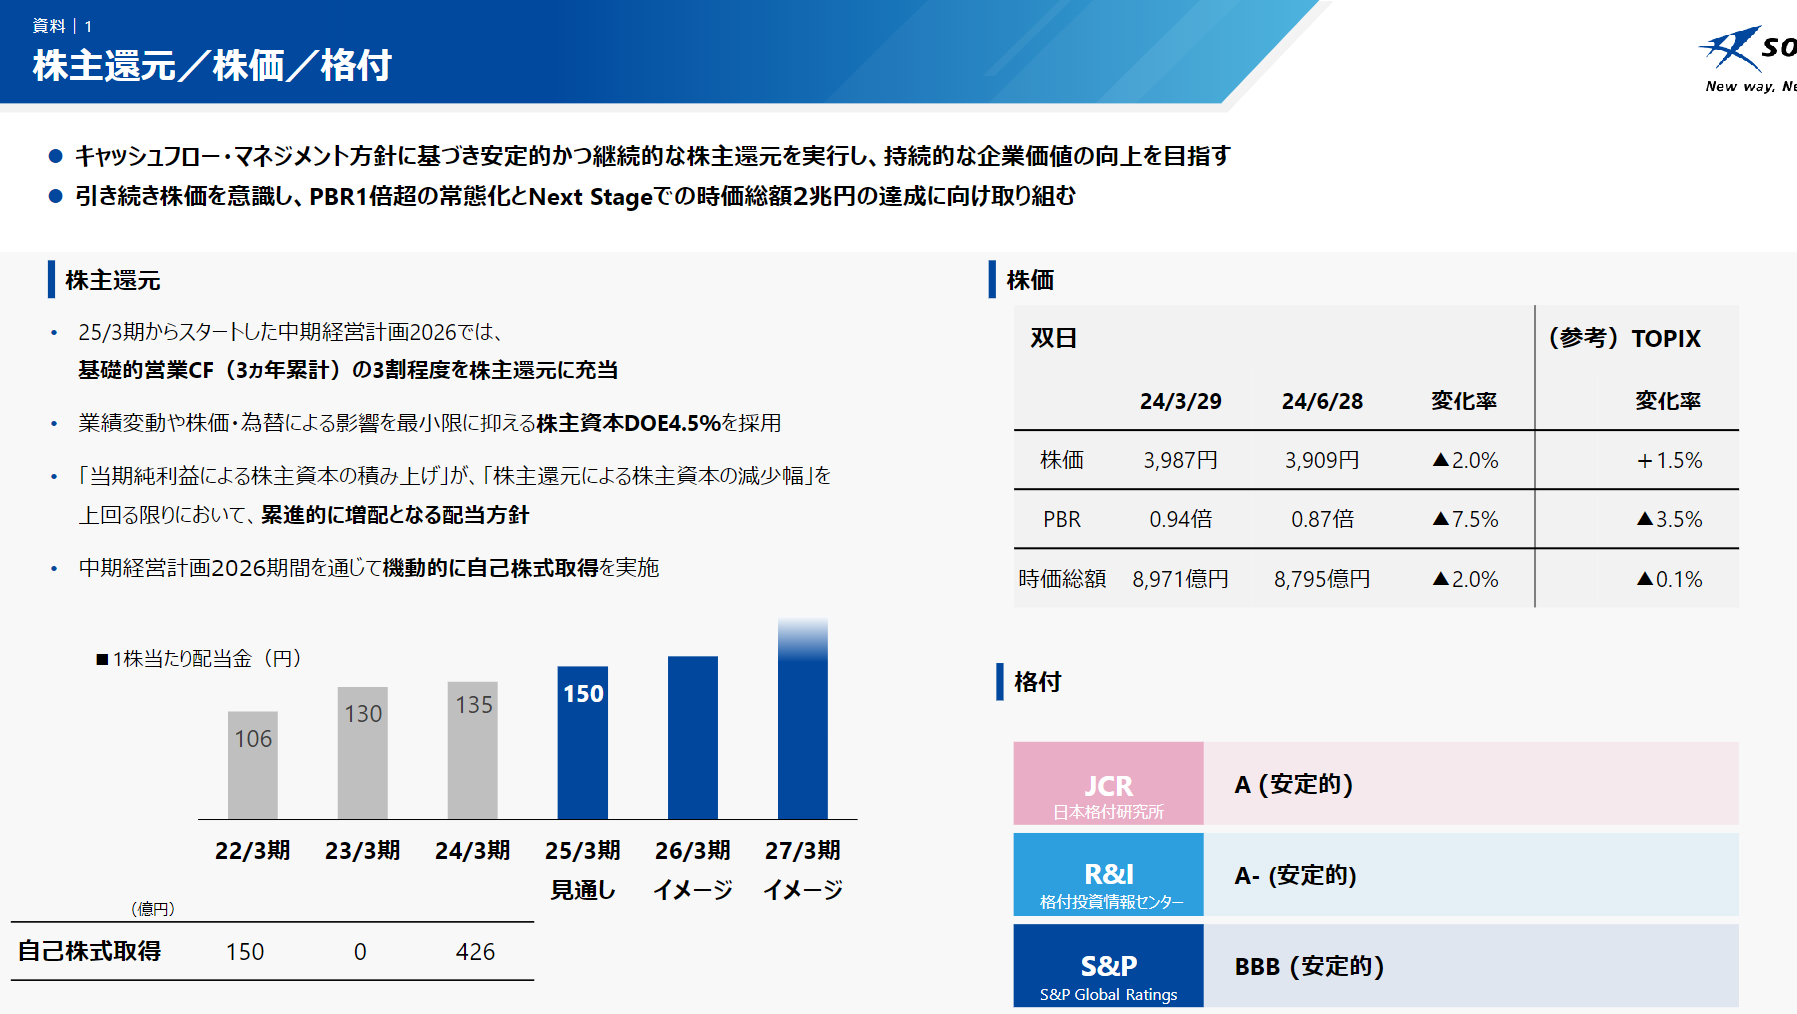 資料｜1
株主還元／株価／格付
New way, Ne
● キャッシュフロー・マネジメント方針に基づき安定的かつ継続的な株主還元を実行し、持続的な企業価値の向上を目指す
● 引き続き株価を意識し、PBR1倍超の常態化とNext Stageでの時価総額2兆円の達成に向け取り組む
株主還元
• 25/3期からスタートした中期経営計画2026では、
基礎的営業CF（3ヵ年累計）の3割程度を株主還元に充当
• 業績変動や株価・為替による影響を最小限に抑える株主資本DOE4.5%を採用
• 「当期純利益による株主資本の積み上げ」が、「株主還元による株主資本の減少幅」を
上回る限りにおいて、累進的に増配となる配当方針
• 中期経営計画2026期間を通じて機動的に自己株式取得を実施
■1株当たり配当金（円）
106 130 135 150
22/3期 23/3期 24/3期 25/3期 26/3期 27/3期
見通し イメージ イメージ
（億円）
自己株式取得 150 0 426
株価
双日 （参考）TOPIX
24/3/29 24/6/28 変化率 変化率
株価 3,987円 3,909円 ▲2.0% ＋1.5%
PBR 0.94倍 0.87倍 ▲7.5% ▲3.5%
時価総額 8,971億円 8,795億円 ▲2.0% ▲0.1%
格付
JCR
日本格付研究所
A (安定的)
R&I
格付投資情報センター
A- (安定的)
S&P
S&P Global Ratings
BBB (安定的)